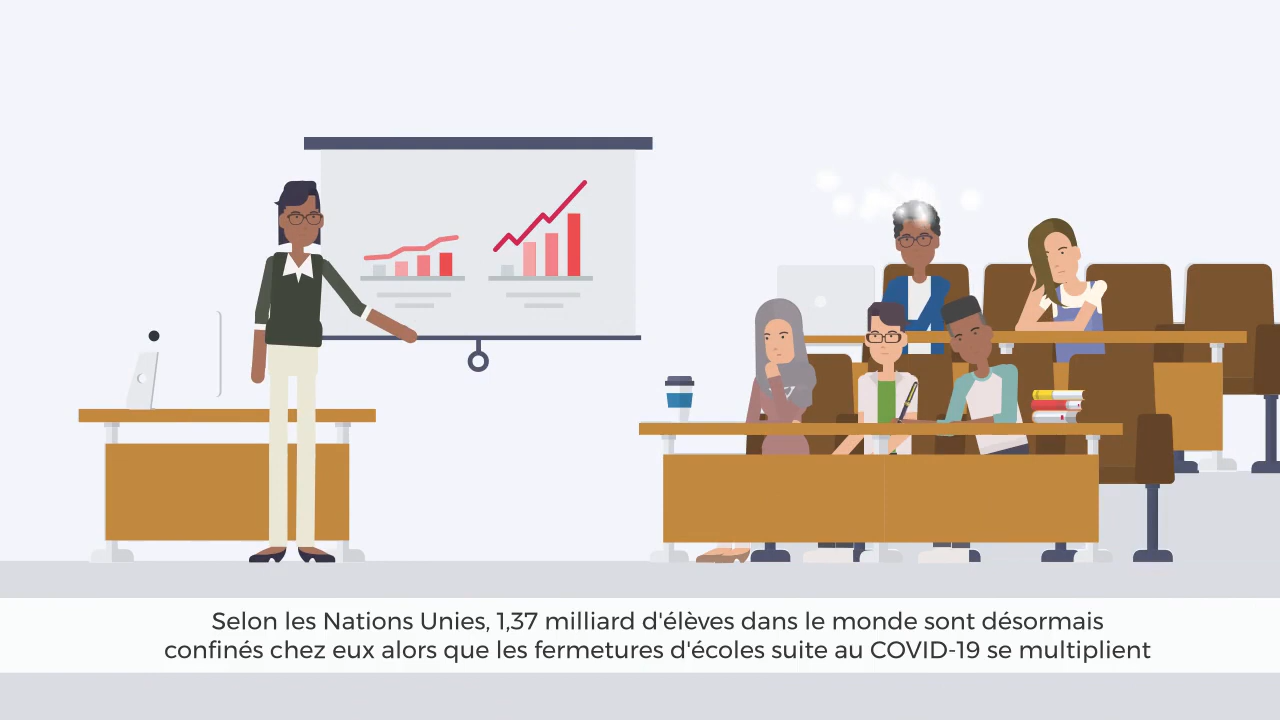 Selon les Nations Unies, 1,37 milliard d'élèves dans le monde sont désormais
confinés chez eux alors que les fermetures d'écoles suite au COVID-19 se multiplient